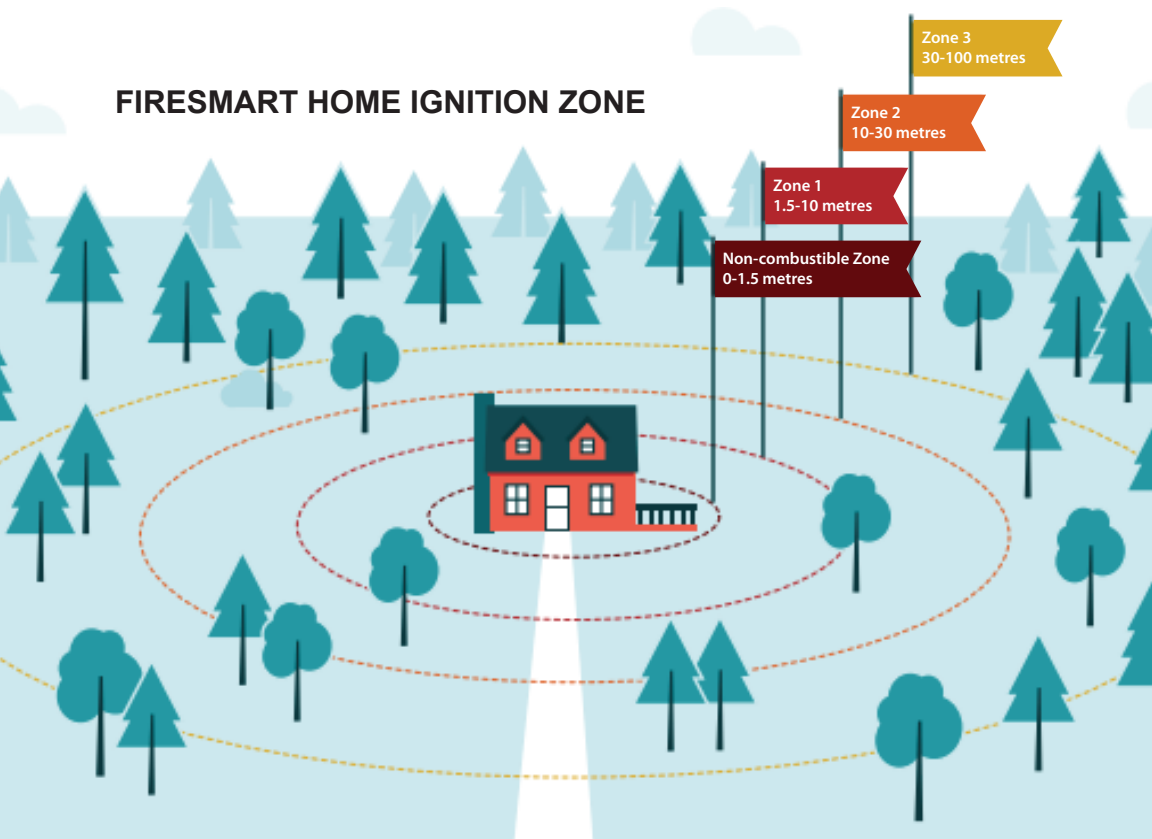 FIRESMART HOME IGNITION ZONE
Zone 3
30-100 metres
Zone 2
10-30 metres
Zone 1
1.5-10 metres
Non-combustible Zone
0-1.5 metres